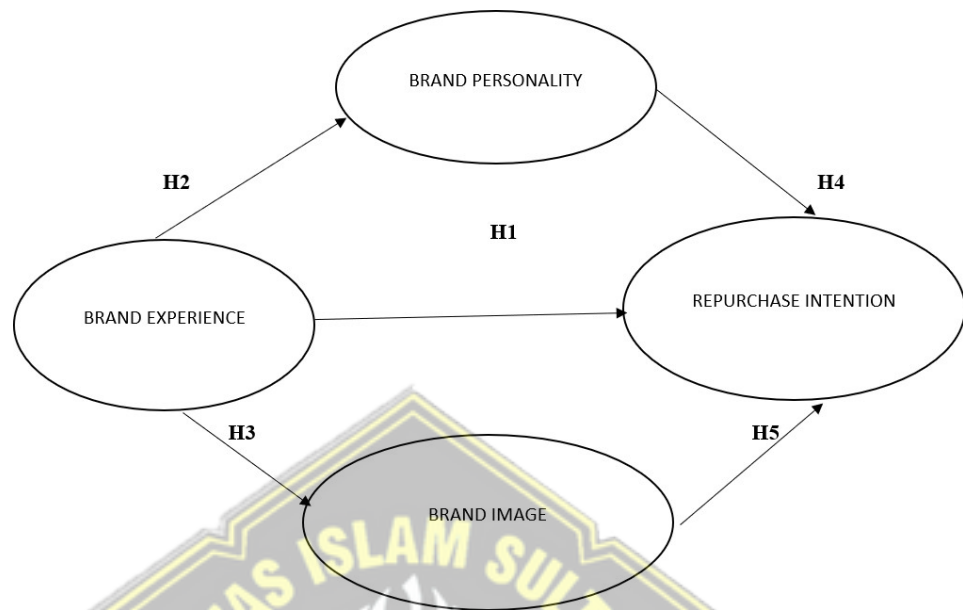 BRAND PERSONALITY
H2
H4
H1
BRAND EXPERIENCE
REPURCHASE INTENTION
H3
H5
BRAND IMAGE
ISLAM